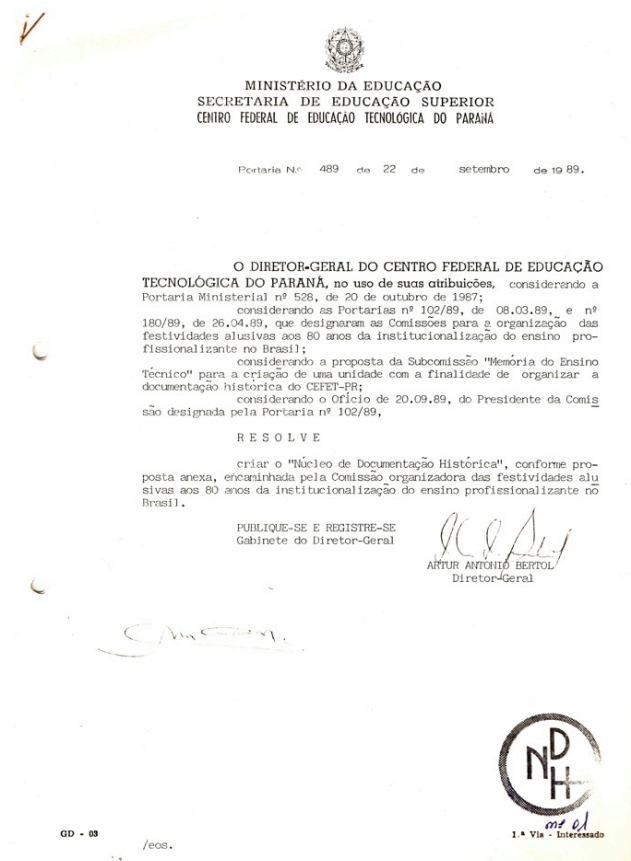 MINISTÉRIO DA EDUCAÇÃO
SECRETARIA DE EDUCAÇÃO SUPERIOR
CENTRO FEDERAL DE EDUCAÇÃO TECNOLÓGICA DO PARANÁ
Portaria N.º 489 de 22 de setembro de 1989.
O DIRETOR-GERAL DO CENTRO FEDERAL DE EDUCAÇÃO
TECNOLÓGICA DO PARANÁ, no uso de suas atribuições, considerando a
Portaria Ministerial nº 528, de 20 de outubro de 1987;
considerando as Portarias nº 102/89, de 08.03.89, e nº
180/89, de 26.04.89, que designaram as Comissões para a organização das
festividades alusivas aos 80 anos da institucionalização do ensino pro-
fissionalizante no Brasil;
considerando a proposta da Subcomissão "Memória do Ensino
Técnico" para a criação de uma unidade com a finalidade de organizar a
documentação histórica do CEFET-PR;
considerando o Ofício de 20.09.89, do Presidente da Comis
são designada pela Portaria nº 102/89,
R E S O L V E
criar o "Núcleo de Documentação Histórica", conforme pro-
posta anexa, encaminhada pela Comissão organizadora das festividades alu
sivas aos 80 anos da institucionalização do ensino profissionalizante no
Brasil.
PUBLIQUE-SE E REGISTRE-SE
Gabinete do Diretor-Geral
ARTUR ANTONIO BERTOL
Diretor-Geral
NDH
nº 01
GD - 03
1.ª Via - Interessado
/eos.